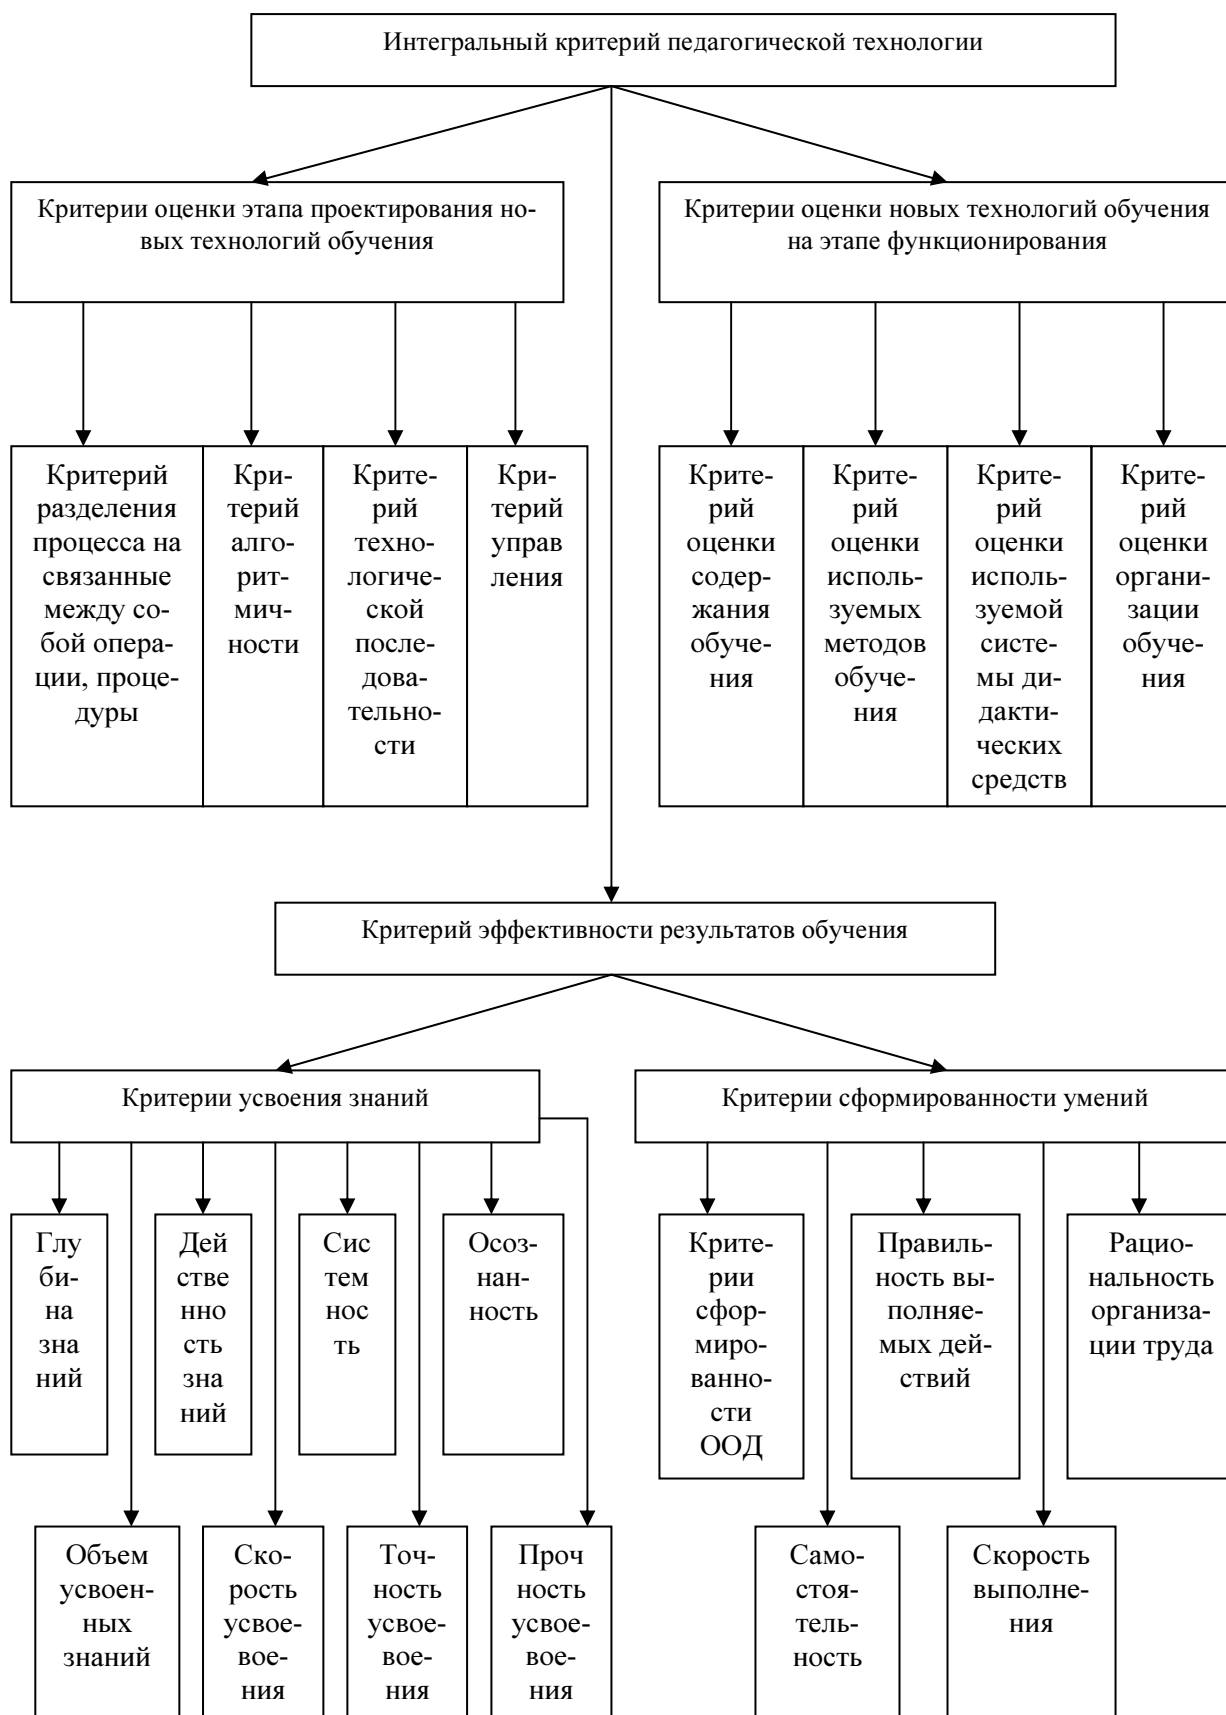 Интегральный критерий педагогической технологии
Критерии оценки этапа проектирования но-
вых технологий обучения
Критерии оценки новых технологий обучения
на этапе функционирования
Критерий
разделения
процесса на
связанные
между со-
бой опера-
ции, проце-
дуры
Кри-
терий
алго-
рит-
мич-
ности
Крите-
рий
техно-
логиче-
ской
после-
дова-
тельно-
сти
Кри-
терий
управ
ления
Крите-
рий
оценки
содер-
жания
обуче-
ния
Крите-
рий
оценки
исполь-
зуемых
методов
обуче-
ния
Крите-
рий
оценки
исполь-
зуемой
систе-
мы ди-
дакти-
ческих
средств
Крите-
рий
оценки
органи-
зации
обуче-
ния
Критерий эффективности результатов обучения
Критерии усвоения знаний
Критерии сформированности умений
Глу
би-
на
зна
ний
Дей
стве
нно
сть
зна
ний
Сис
тем
нос
ть
Осоз-
нан-
ность
Крите-
рии
сфор-
миро-
ванно-
сти
ООД
Правиль-
ность вы-
полняе-
мых дей-
ствий
Рацио-
нальность
организа-
ции труда
Объем
усвоен-
ных
знаний
Ско-
рость
усвое-
вое-
ния
Точ-
ность
усвое-
вое-
ния
Проч
ность
усвое-
вое-
ния
Само-
стоя-
тель-
ность
Скорость
выполне-
ния